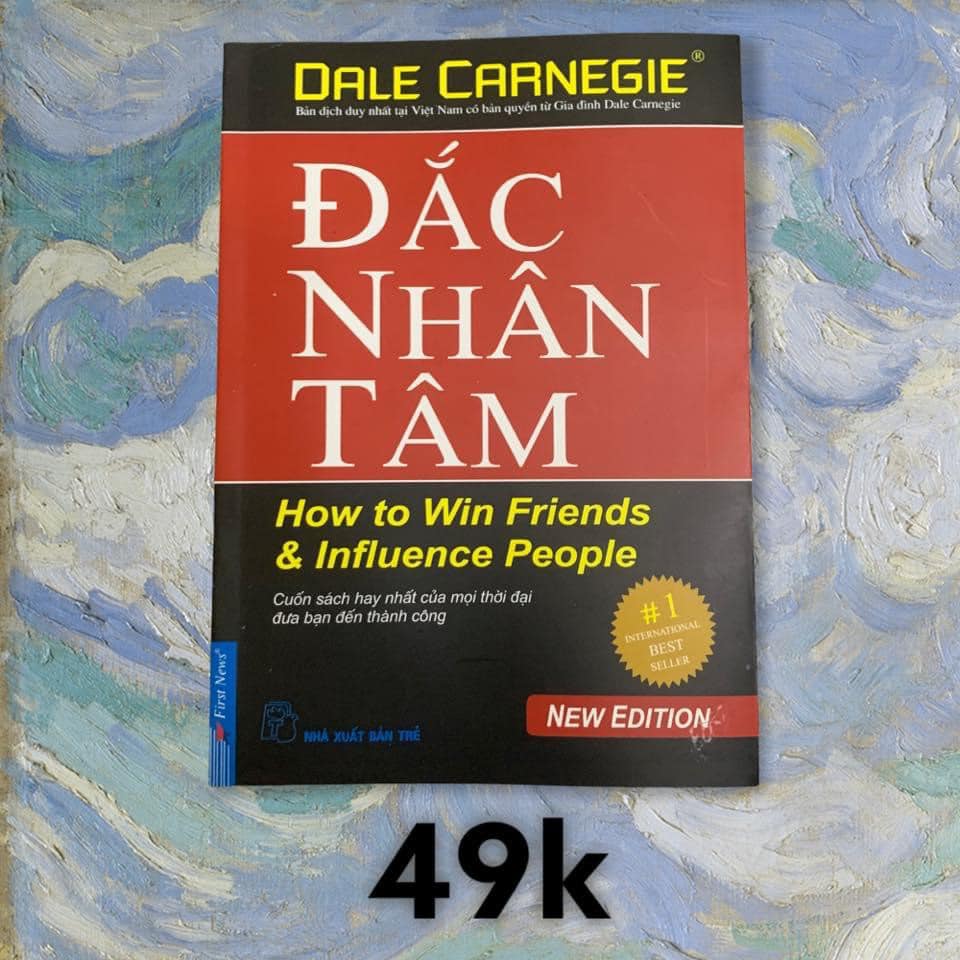 DALE CARNEGIE®
Bản dịch duy nhất tại Việt Nam có bản quyền từ Gia đình Dale Carnegie
ĐẮC
NHÂN
TÂM
How to Win Friends
& Influence People
Cuốn sách hay nhất của mọi thời đại
đưa bạn đến thành công
#1
INTERNATIONAL
BEST
SELLER
First News®
NHÀ XUẤT BẢN TRẺ
NEW EDITION
49k